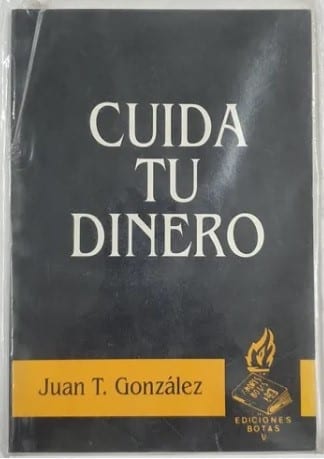 CUIDA
TU
DINERO
Juan T. González
EDICIONES
BOTAS